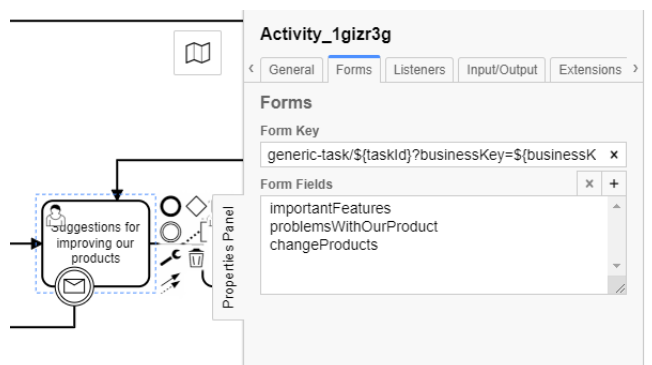 Activity_1gizr3g
General Forms Listeners Input/Output Extensions
Forms
Form Key
generic-task/${taskId}?businessKey=${businessK
Form Fields
importantFeatures
problemsWithOurProduct
changeProducts
Suggestions for
improving our
products
Properties Panel